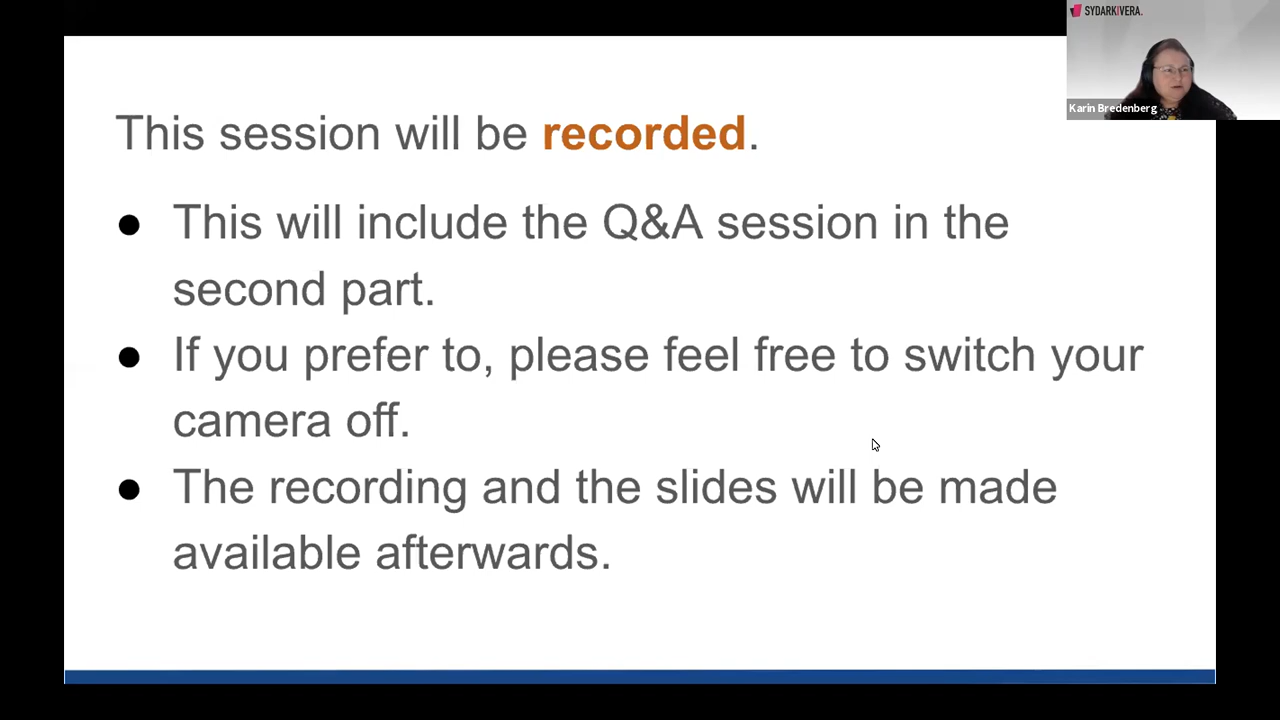 SYDARKIVERA.
Karin Bredenberg
This session will be recorded.
● This will include the Q&A session in the
second part.
● If you prefer to, please feel free to switch your
camera off.
● The recording and the slides will be made
available afterwards.